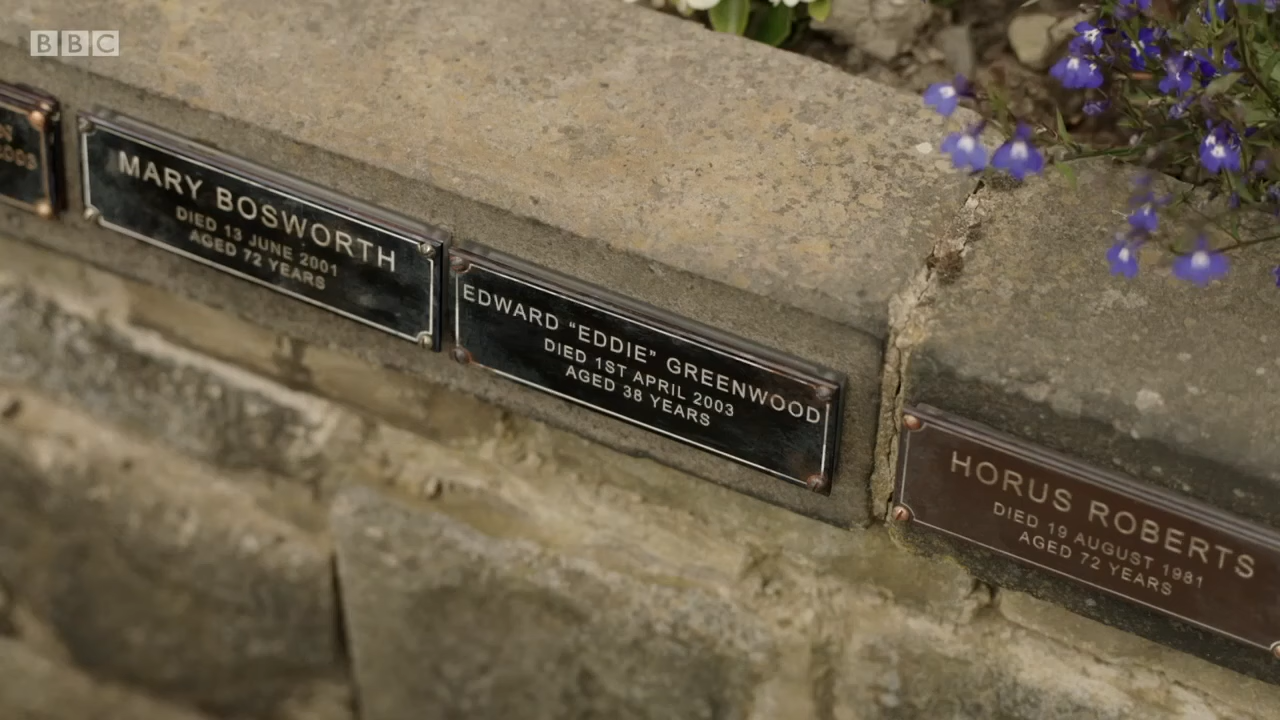 BBC
MARY BOSWORTH
DIED 13 JUNE 2001
AGED 72 YEARS
EDWARD "EDDIE" GREENWOOD
DIED 1ST APRIL 2003
AGED 38 YEARS
HORUS ROBERTS
DIED 19 AUGUST 1981
AGED 72 YEARS